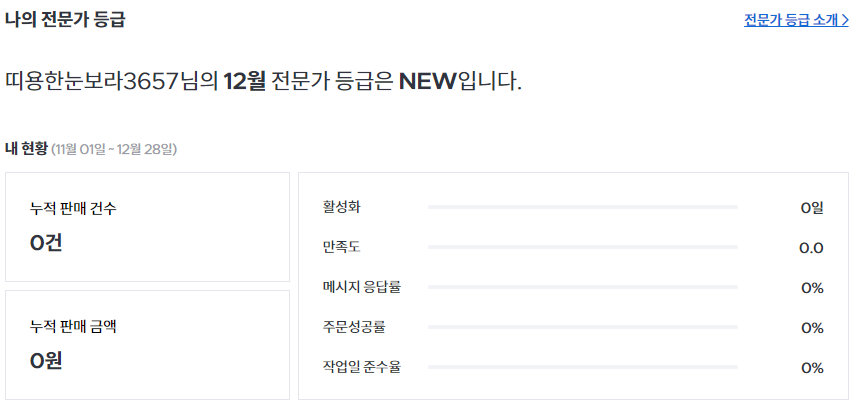 나의 전문가 등급
전문가 등급 소개 >
띠용한눈보라3657님의 12월 전문가 등급은 NEW입니다.
내 현황 (11월 01일 ~ 12월 28일)
누적 판매 건수
0건
누적 판매 금액
0원
활성화 0일
만족도 0.0
메시지 응답률 0%
주문성공률 0%
작업일 준수율 0%